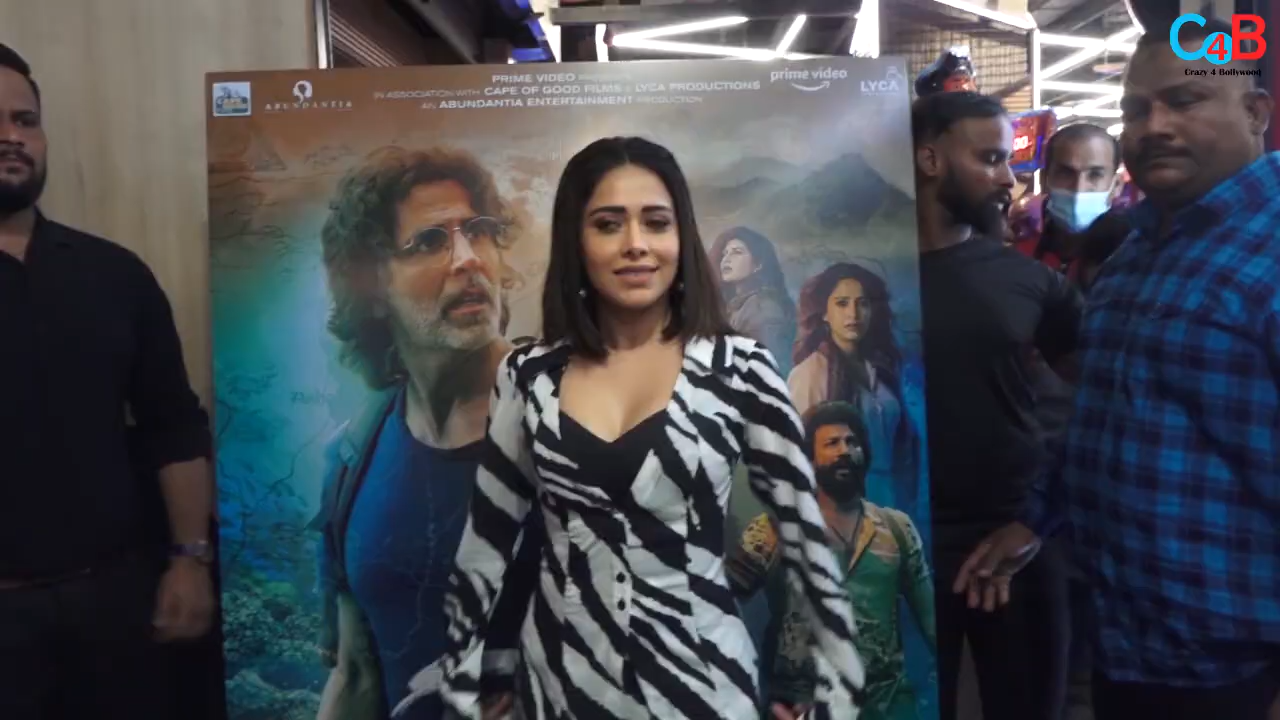 C4B
Crazy 4 Bollywood
PRIME VIDEO
IN ASSOCIATION WITH CAPE OF GOOD FILMS & LYCA PRODUCTIONS
AN ABUNDANTIA ENTERTAINMENT PRODUCTION
ABUNDANTIA
prime video
LYCA